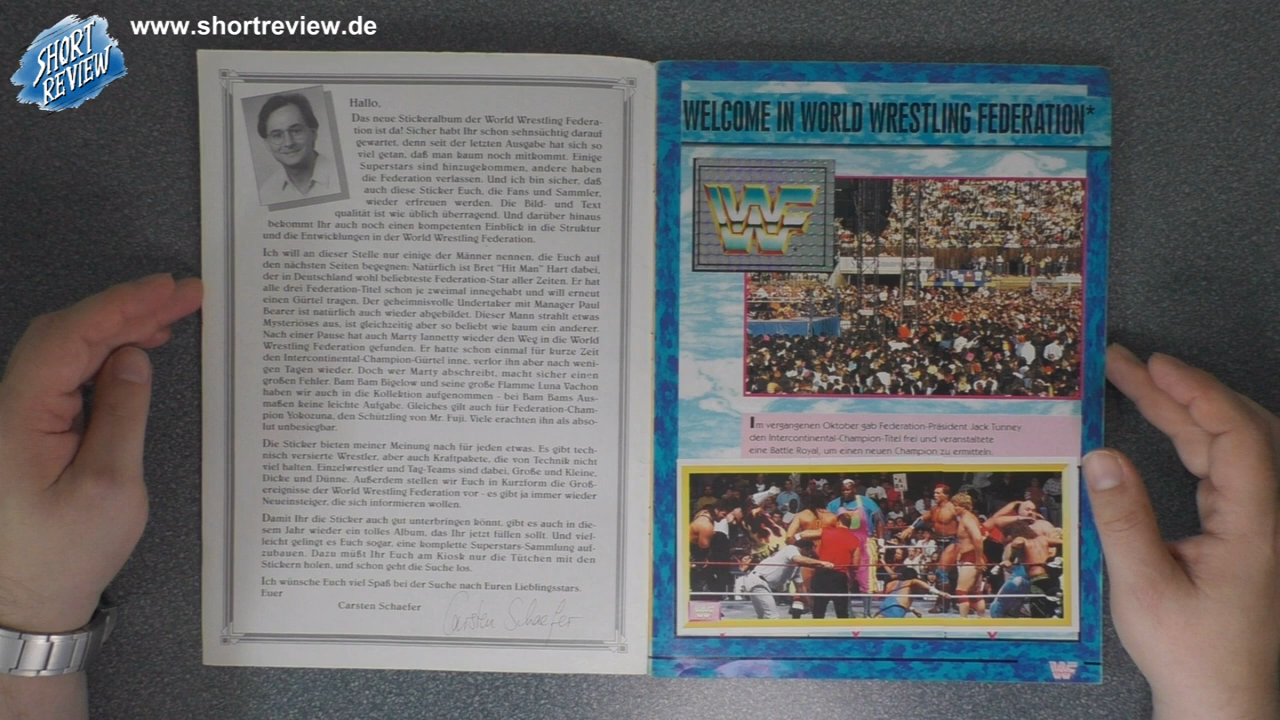 www.shortreview.de
SHORT
REVIEW
Hallo,
Das neue Stickeralbum der World Wrestling Federa-
tion ist da! Sicher habt Ihr schon sehnsüchtig darauf
gewartet, denn seit der letzten Ausgabe hat sich so
viel getan, daß man kaum noch mitkommt. Einige
Superstars sind hinzugekommen, andere haben
die Federation verlassen. Und ich bin sicher, daß
auch diese Sticker Euch, die Fans und Sammler,
wieder erfreuen werden. Die Bild- und Text
qualität ist wie üblich überragend. Und darüber hinaus
bekommt Ihr auch noch einen kompetenten Einblick in die Struktur
und die Entwicklungen in der World Wrestling Federation.
Ich will an dieser Stelle nur einige der Männer nennen, die Euch auf
den nächsten Seiten begegnen: Natürlich ist Bret "Hit Man" Hart dabei,
der in Deutschland wohl beliebteste Federation-Star aller Zeiten. Er hat
alle drei Federation-Titel schon je zweimal innegehabt und will erneut
einen Gürtel tragen. Der geheimnisvolle Undertaker mit Manager Paul
Bearer ist natürlich auch wieder abgebildet. Dieser Mann strahlt etwas
Mysteriöses aus, ist gleichzeitig aber so beliebt wie kaum ein anderer.
Nach einer Pause hat auch Marty Iannetty wieder den Weg in die World
Wrestling Federation gefunden. Er hatte schon einmal für kurze Zeit
den Intercontinental-Champion-Gürtel inne, verlor ihn aber nach weni-
gen Tagen wieder. Doch wer Marty abschreibt, macht sicher einen
großen Fehler. Bam Bam Bigelow und seine große Flamme Luna Vachon
haben wir auch in die Kollektion aufgenommen - bei Bam Bams Aus-
maßen keine leichte Aufgabe. Gleiches gilt auch für Federation-Cham-
pion Yokozuna, den Schützling von Mr. Fuji. Viele erachten ihn als abso-
lut unbesiegbar.
Die Sticker bieten meiner Meinung nach für jeden etwas. Es gibt tech-
nisch versierte Wrestler, aber auch Kraftpakete, die von Technik nicht
viel halten. Einzelwrestler und Tag-Teams sind dabei, Große und Kleine,
Dicke und Dünne. Außerdem stellen wir Euch in Kurzform die Groß-
ereignisse der World Wrestling Federation vor - es gibt ja immer wieder
Neueinsteiger, die sich informieren wollen.
Damit Ihr die Sticker auch gut unterbringen könnt, gibt es auch in die-
sem Jahr wieder ein tolles Album, das Ihr jetzt füllen sollt. Und viel-
leicht gelingt es Euch sogar, eine komplette Superstars-Sammlung auf-
zubauen. Dazu müßt Ihr Euch am Kiosk nur die Tütchen mit den
Stickern holen, und schon geht die Suche los.
Ich wünsche Euch viel Spaß bei der Suche nach Euren Lieblingsstars.
Euer
Carsten Schaefer
Carsten Schaefer
WELCOME IN WORLD WRESTLING FEDERATION*
WWF
Im vergangenen Oktober gab Federation-Präsident Jack Tunney
den Intercontinental-Champion-Titel frei und veranstaltete
eine Battle Royal, um einen neuen Champion zu ermitteln.
WWF